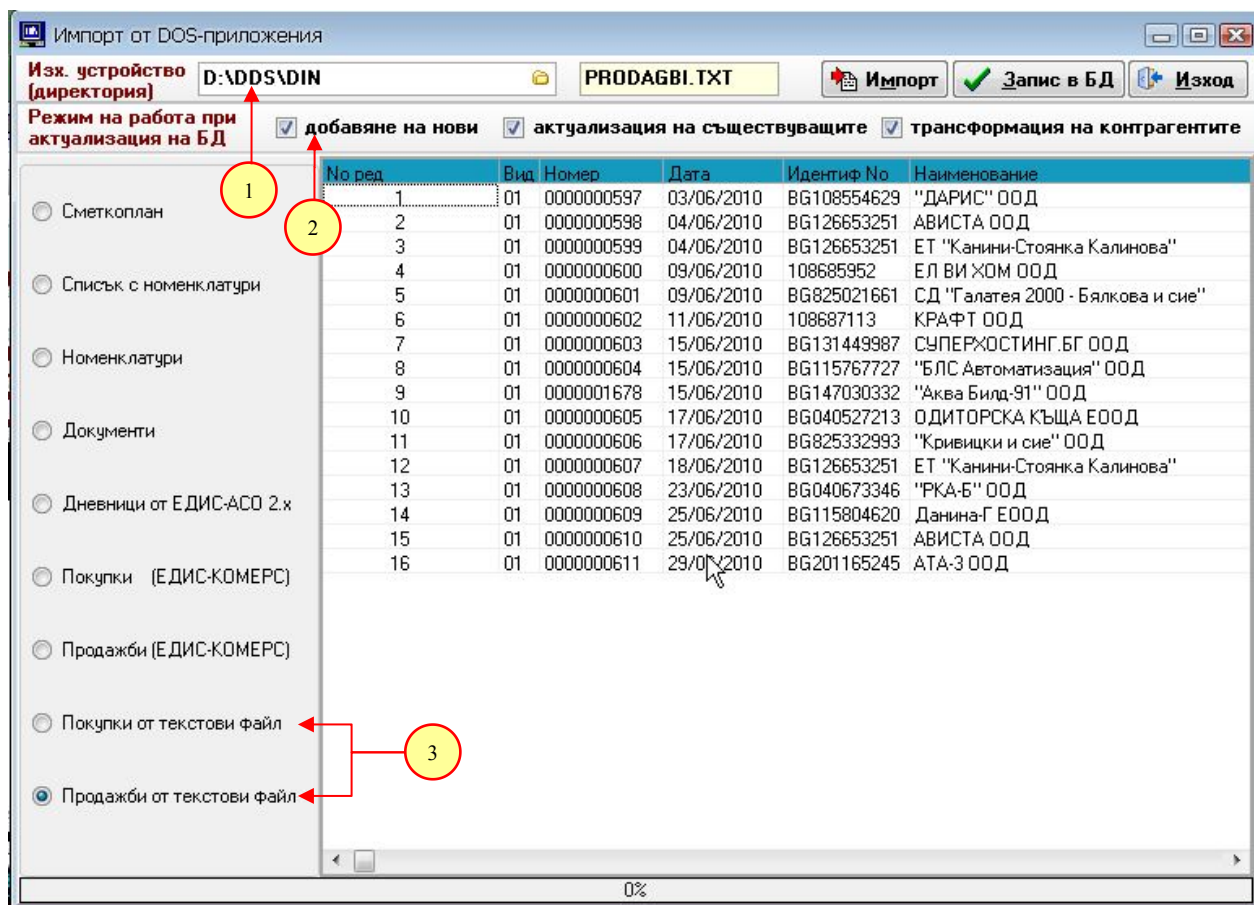 Импорт от DOS-приложения
Изх. устройство (директория) D:\DDS\DIN PRODAGBI.TXT Импорт Запис в БД Изход
Режим на работа при актуализация на БД добавяне на нови актуализация на съществуващите трансформация на контрагентите
1
2
Сметкоплан
Списък с номенклатури
Номенклатури
Документи
Дневници от ЕДИС-АСО 2.x
Покупки (ЕДИС-КОМЕРС)
Продажби (ЕДИС-КОМЕРС)
Покупки от текстови файл
Продажби от текстови файл
3
No ред Вид Номер Дата Идентиф No Наименование
1 01 0000000597 03/06/2010 BG108554629 "ДАРИС" ООД
2 01 0000000598 04/06/2010 BG126653251 АВИСТА ООД
3 01 0000000599 04/06/2010 BG126653251 ЕТ "Канини-Стоянка Калинова"
4 01 0000000600 09/06/2010 108685952 ЕЛ ВИ ХОМ ООД
5 01 0000000601 09/06/2010 BG825021661 СД "Галатея 2000 - Бялкова и сие"
6 01 0000000602 11/06/2010 108687113 КРАФТ ООД
7 01 0000000603 15/06/2010 BG131449987 СУПЕРХОСТИНГ.БГ ООД
8 01 0000000604 15/06/2010 BG115767727 "БЛС Автоматизация" ООД
9 01 0000001678 15/06/2010 BG147030332 "Аква Билд-91" ООД
10 01 0000000605 17/06/2010 BG040527213 ОДИТОРСКА КЪЩА ЕООД
11 01 0000000606 17/06/2010 BG825332993 "Кривицки и сие" ООД
12 01 0000000607 18/06/2010 BG126653251 ЕТ "Канини-Стоянка Калинова"
13 01 0000000608 23/06/2010 BG040673346 "РКА-Б" ООД
14 01 0000000609 25/06/2010 BG115804620 Данина-Г ЕООД
15 01 0000000610 25/06/2010 BG126653251 АВИСТА ООД
16 01 0000000611 BG201165245 АТА-3 ООД
0%